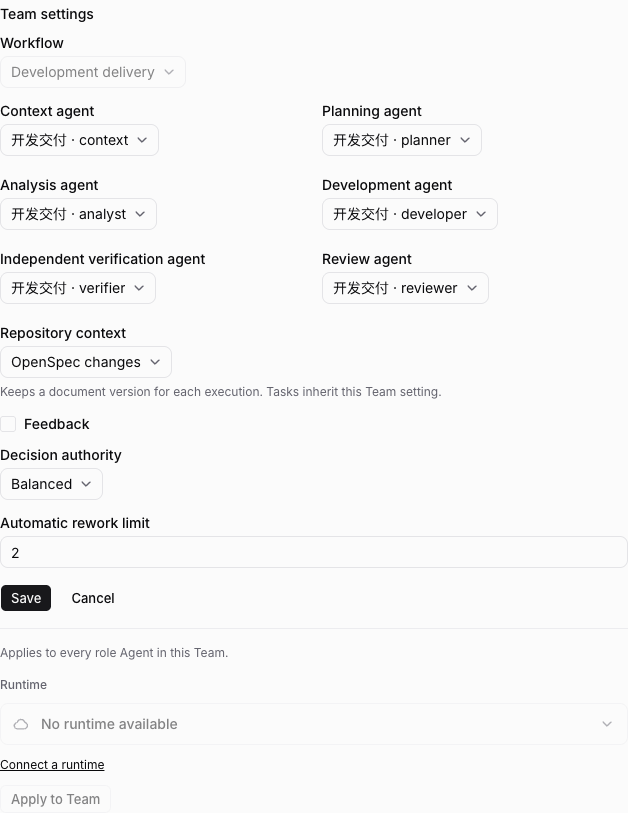 Team settings
Workflow
Development delivery
Context agent
Planning agent
开发交付 · context
开发交付 · planner
Analysis agent
Development agent
开发交付 · analyst
开发交付 · developer
Independent verification agent
Review agent
开发交付 · verifier
开发交付 · reviewer
Repository context
OpenSpec changes
Keeps a document version for each execution. Tasks inherit this Team setting.
Feedback
Decision authority
Balanced
Automatic rework limit
2
Save
Cancel
Applies to every role Agent in this Team.
Runtime
No runtime available
Connect a runtime
Apply to Team